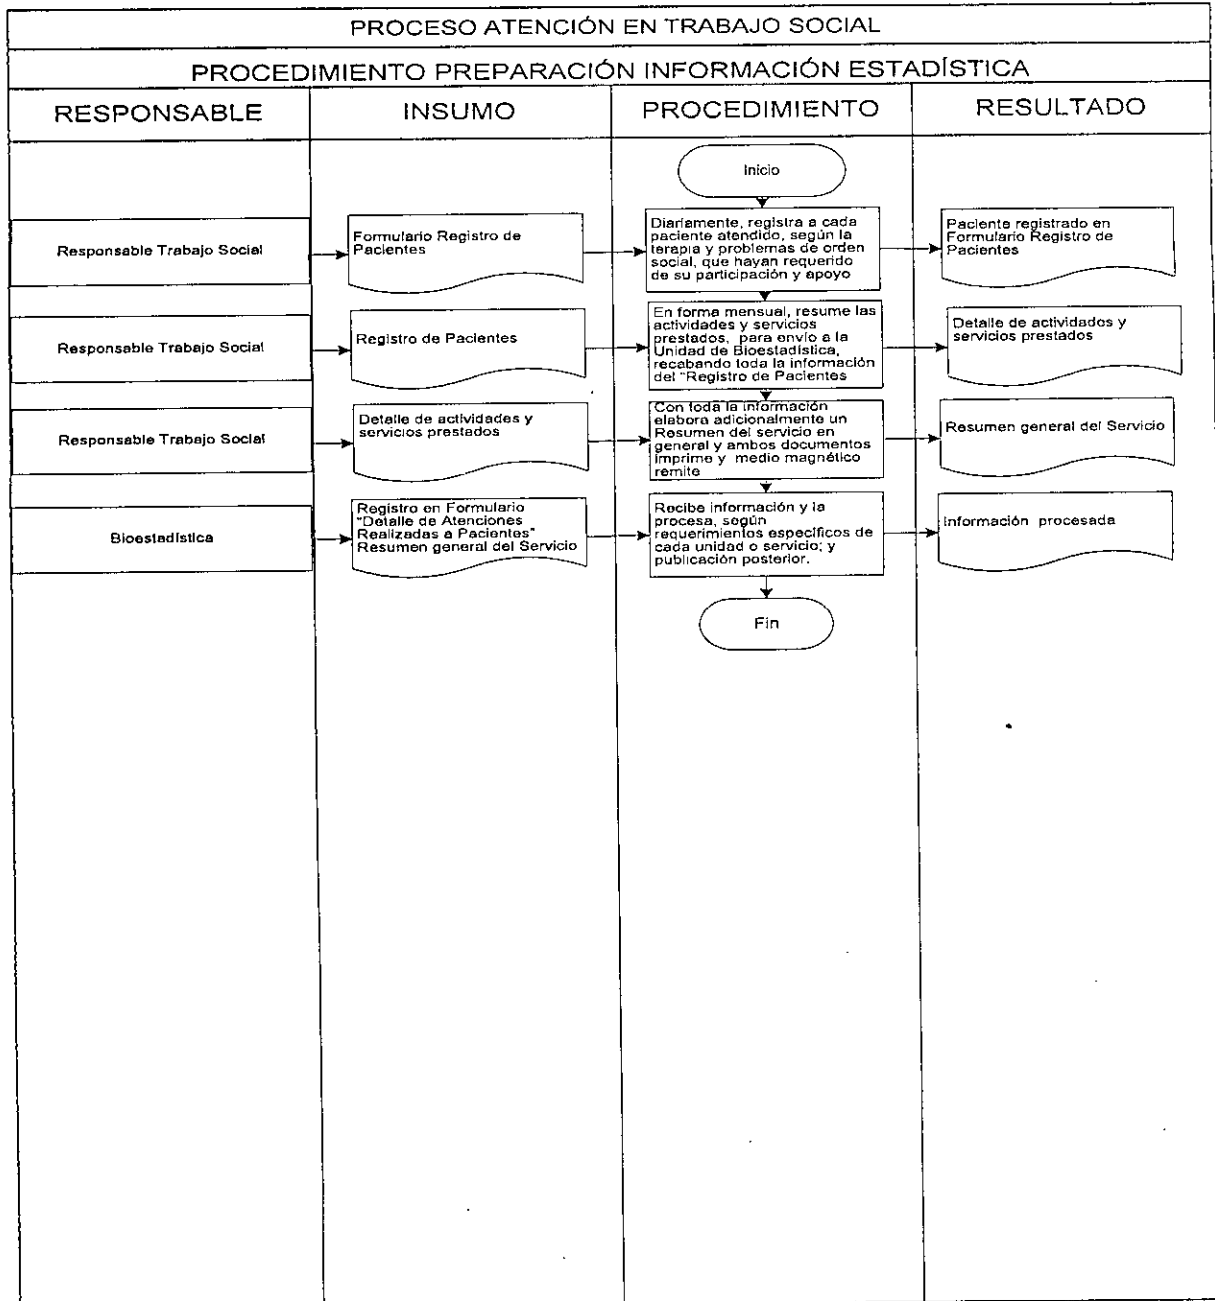 PROCESO ATENCIÓN EN TRABAJO SOCIAL
PROCEDIMIENTO PREPARACIÓN INFORMACIÓN ESTADÍSTICA
RESPONSABLE
INSUMO
PROCEDIMIENTO
RESULTADO
Inicio
Responsable Trabajo Social
Formulario Registro de
Pacientes
Diariamente, registra a cada
paciente atendido, según la
terapia y problemas de orden
social, que hayan requerido
de su participación y apoyo
Paciente registrado en
Formulario Registro de
Pacientes
Responsable Trabajo Social
Registro de Pacientes
En forma mensual, resume las
actividades y servicios
prestados, para envío a la
Unidad de Bioestadística,
recabando toda la información
del "Registro de Pacientes
Detalle de actividades y
servicios prestados
Responsable Trabajo Social
Detalle de actividades y
servicios prestados
Con toda la información
elabora adicionalmente un
Resumen del servicio en
general y ambos documentos
imprime y medio magnético
remite
Resumen general del Servicio
Bioestadística
Registro en Formulario
"Detalle de Atenciones
Realizadas a Pacientes"
Resumen general del Servicio
Recibe información y la
procesa, según
requerimientos específicos de
cada unidad o servicio; y
publicación posterior.
Información procesada
Fin